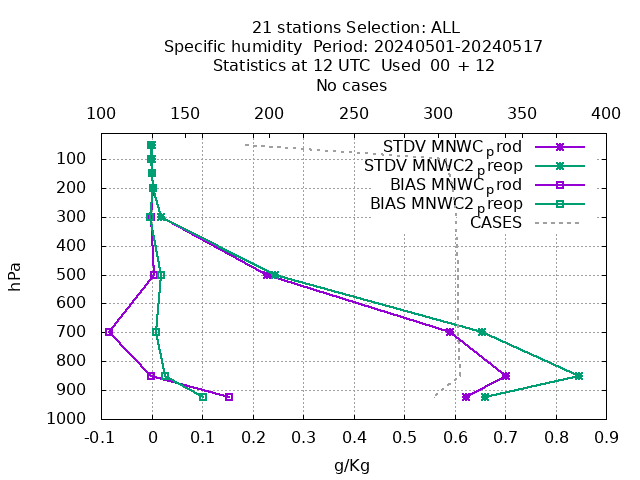 21 stations Selection: ALL
Specific humidity  Period: 20240501-20240517
Statistics at 12 UTC  Used  00 + 12
No cases
100 150 200 250 300 350 400
STDV MNWC_prod
STDV MNWC2_preop
BIAS MNWC_prod
BIAS MNWC2_preop
CASES
hPa
100
200
300
400
500
600
700
800
900
1000
-0.1 0 0.1 0.2 0.3 0.4 0.5 0.6 0.7 0.8 0.9
g/Kg